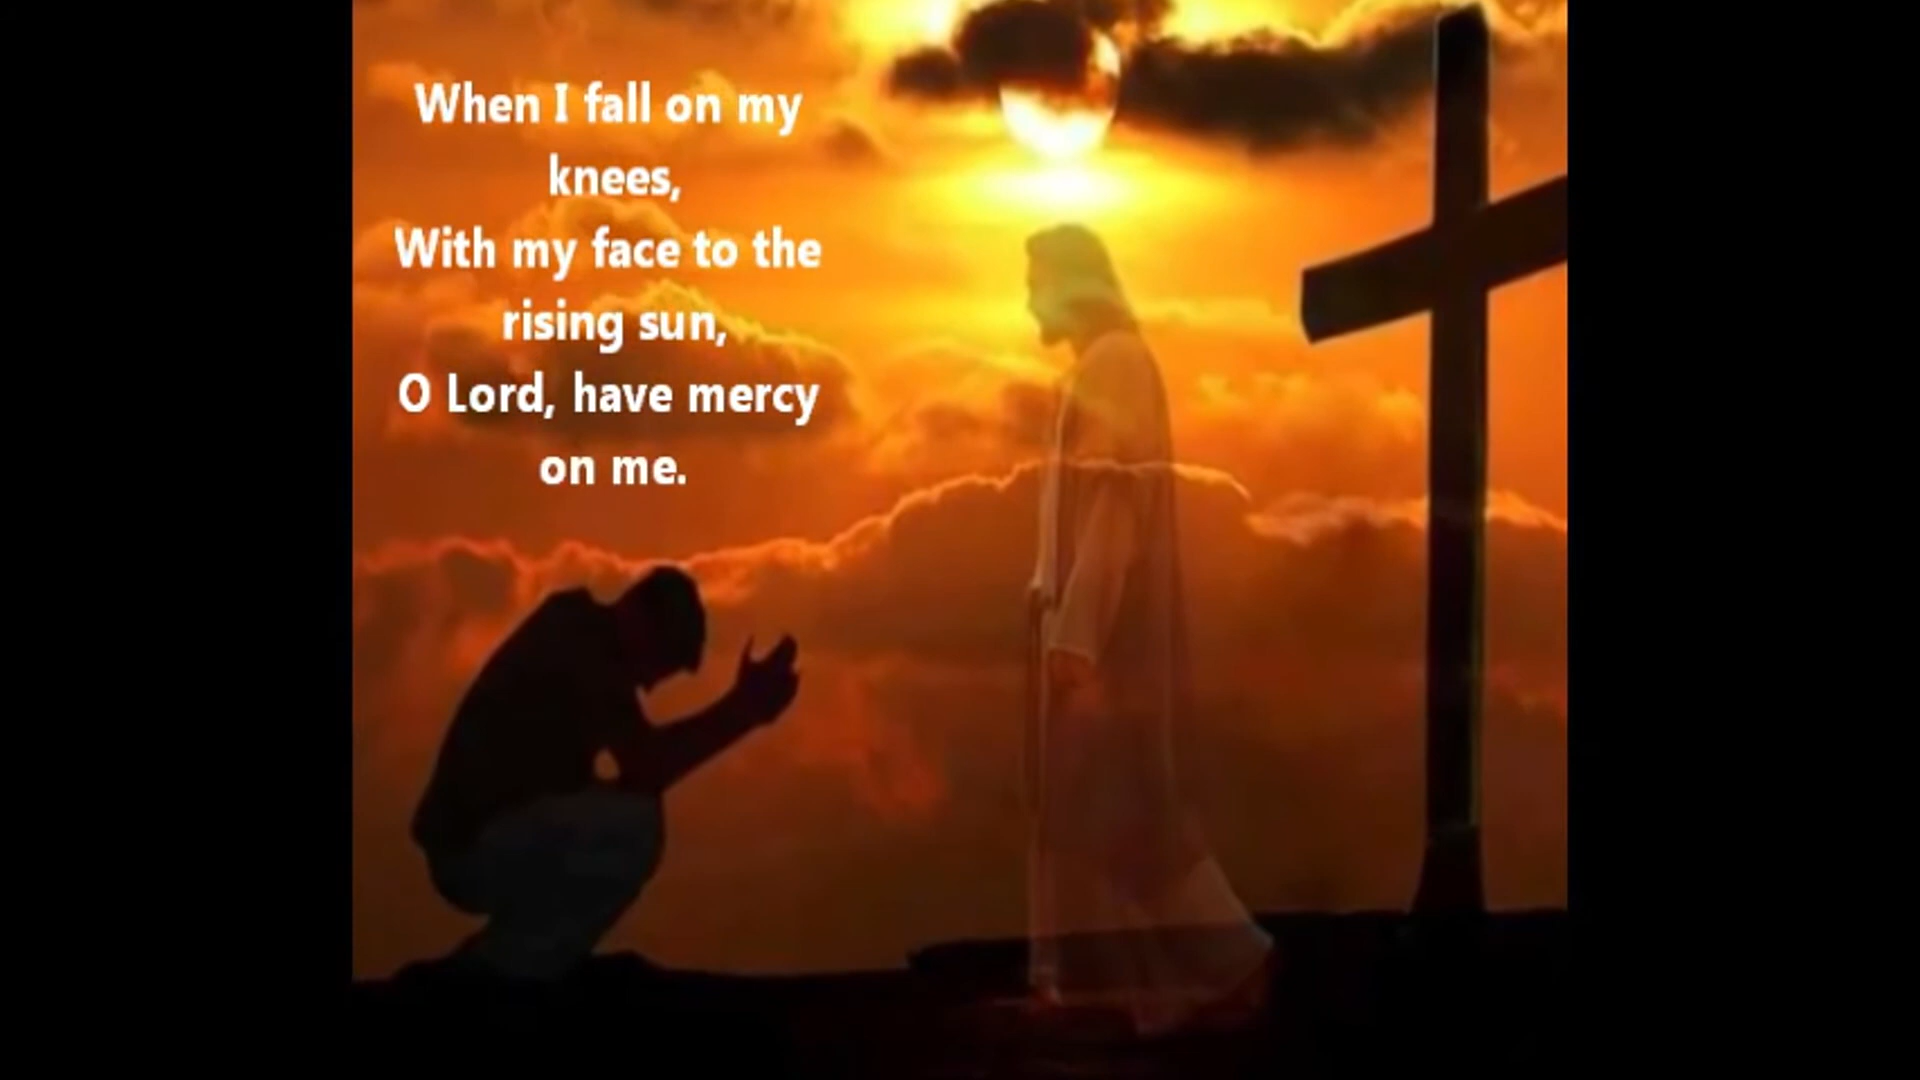 When I fall on my
knees,
With my face to the
rising sun,
O Lord, have mercy
on me.